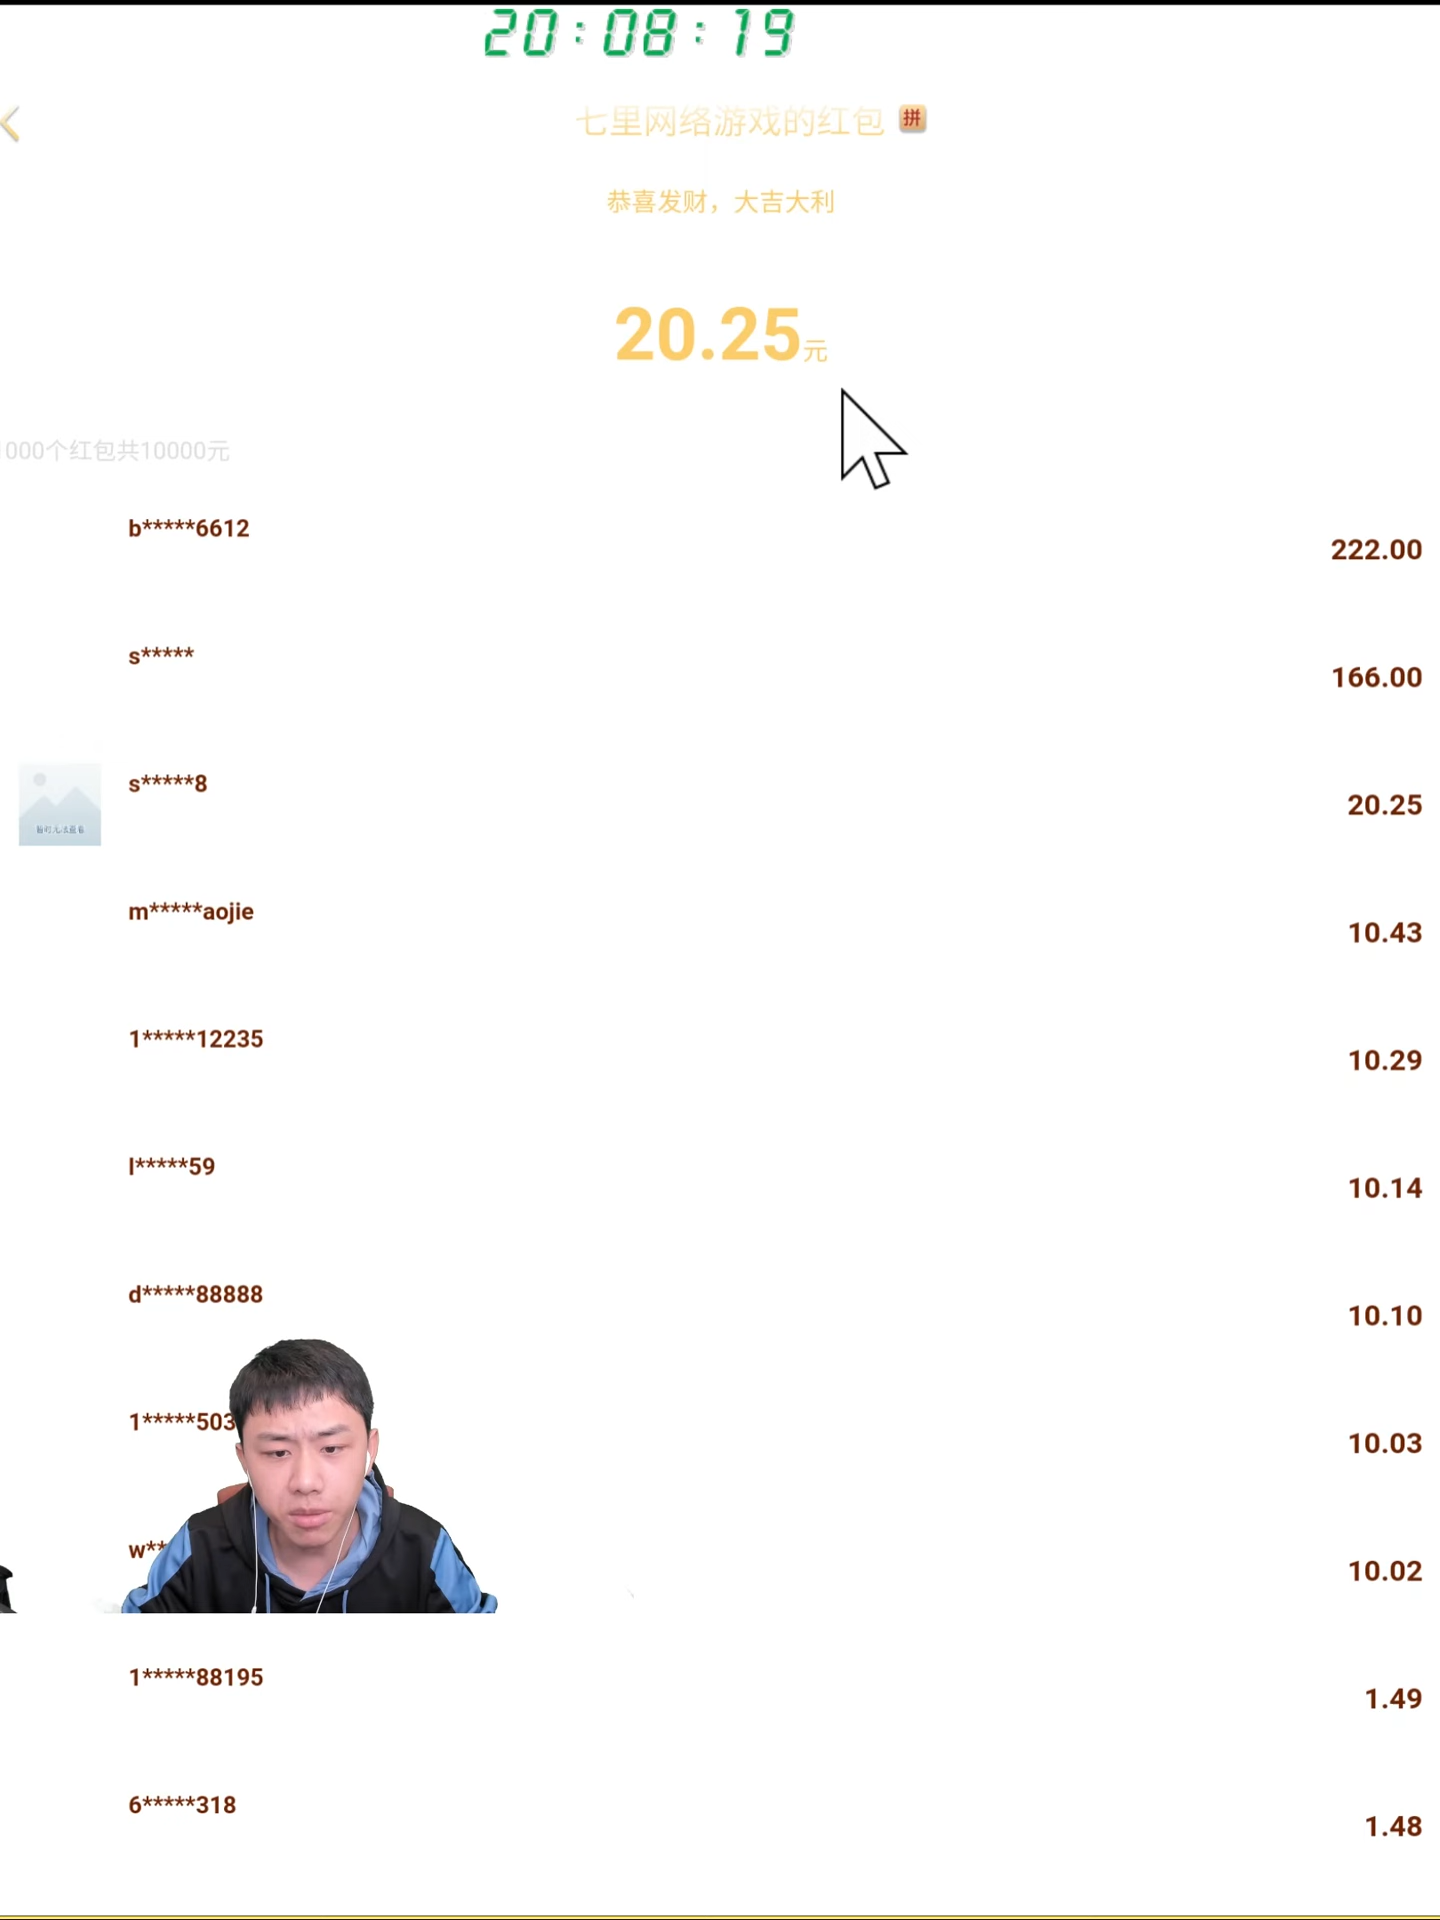 20:08:19
七里网络游戏的红包 拼
恭喜发财，大吉大利
20.25元
000个红包共10000元
b*****6612
222.00
s*****
166.00
s*****8
20.25
m*****aojie
10.43
1*****12235
10.29
l*****59
10.14
d*****88888
10.10
1*****503
10.03
w**
10.02
1*****88195
1.49
6*****318
1.48